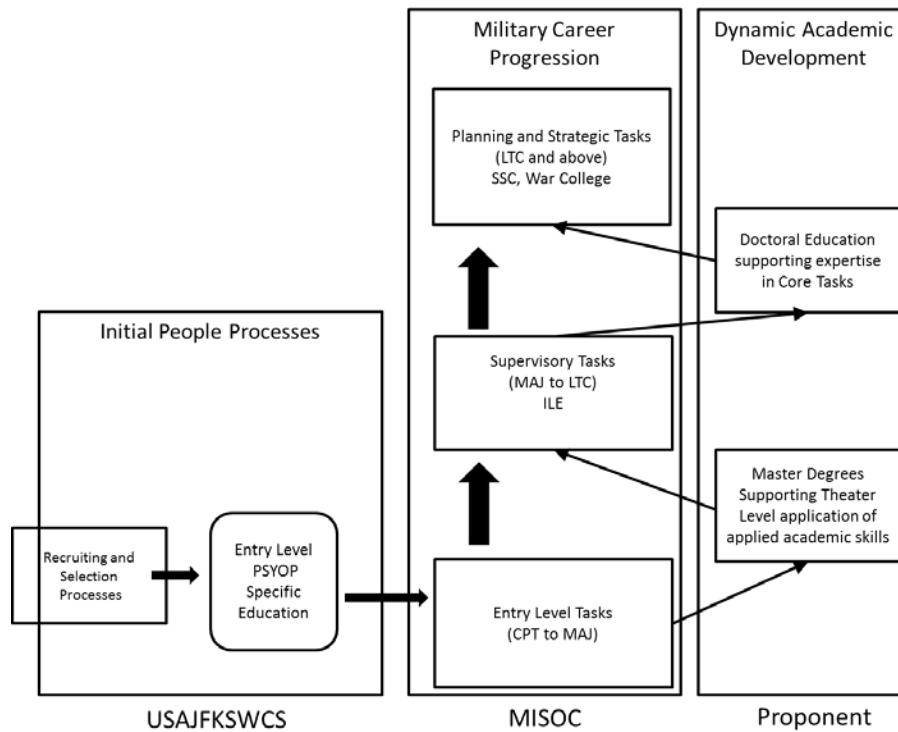 Military Career
Progression
Dynamic Academic
Development
Planning and Strategic Tasks
(LTC and above)
SSC, War College
Doctoral Education
supporting expertise
in Core Tasks
Initial People Processes
Supervisory Tasks
(MAJ to LTC)
ILE
Master Degrees
Supporting Theater
Level application of
applied academic skills
Recruiting and
Selection
Processes
Entry Level
PSYOP
Specific
Education
Entry Level Tasks
(CPT to MAJ)
USAJFKSWCS
MISOC
Proponent